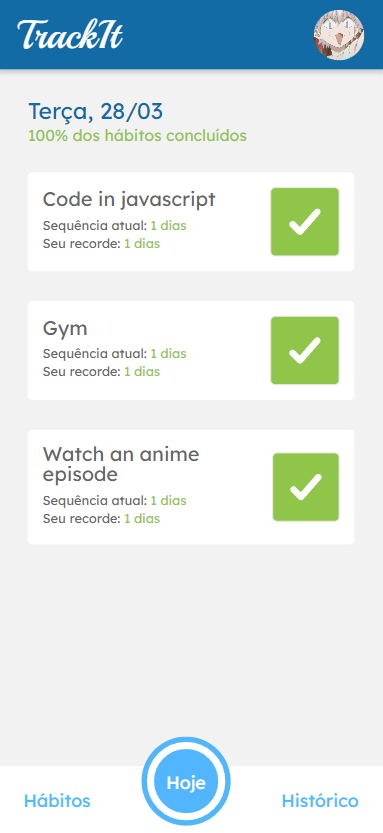 TrackIt
Terça, 28/03
100% dos hábitos concluídos
Code in javascript
Sequência atual: 1 dias
Seu recorde: 1 dias
Gym
Sequência atual: 1 dias
Seu recorde: 1 dias
Watch an anime
episode
Sequência atual: 1 dias
Seu recorde: 1 dias
Hábitos
Hoje
Histórico